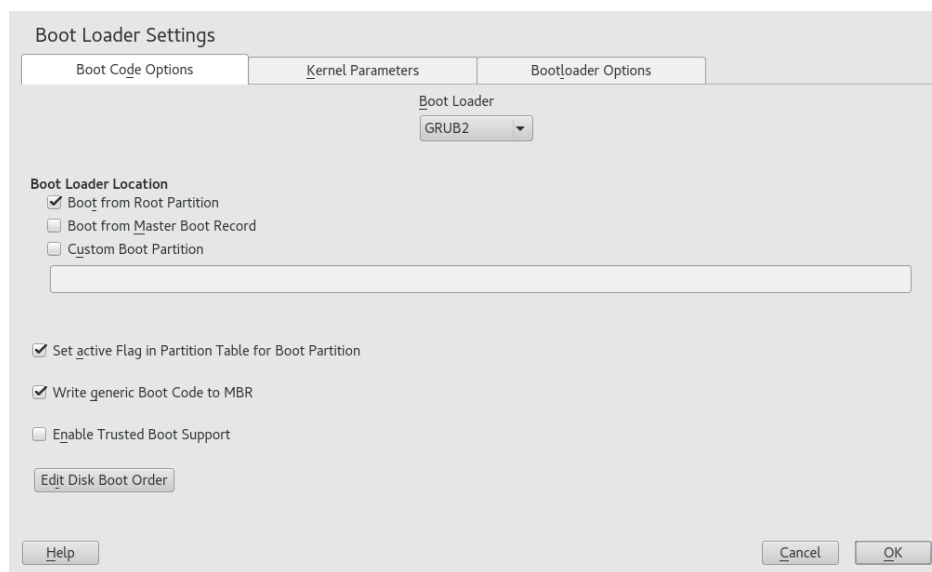 Boot Loader Settings
Boot Code Options
Kernel Parameters
Bootloader Options
Boot Loader
GRUB2
Boot Loader Location
Boot from Root Partition
Boot from Master Boot Record
Custom Boot Partition
Set active Flag in Partition Table for Boot Partition
Write generic Boot Code to MBR
Enable Trusted Boot Support
Edit Disk Boot Order
Help
Cancel
OK